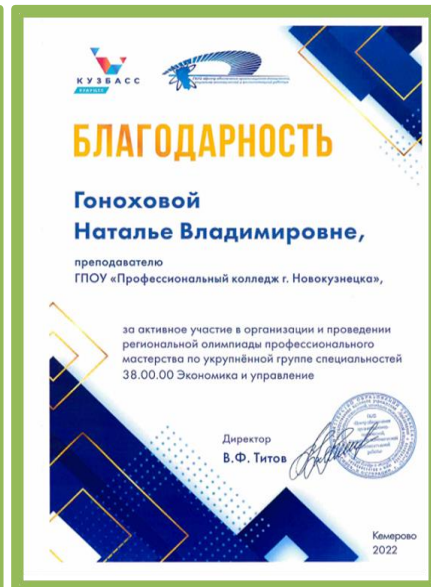 КУЗБАСС
БЛАГОДАРНОСТЬ
Гоноховой
Наталье Владимировне,
преподавателю
ГПОУ «Профессиональный колледж г. Новокузнецка»,
за активное участие в организации и проведении
региональной олимпиады профессионального
мастерства по укрупнённой группе специальностей
38.00.00 Экономика и управление
Директор
В.Ф. Титов
Кемерово
2022